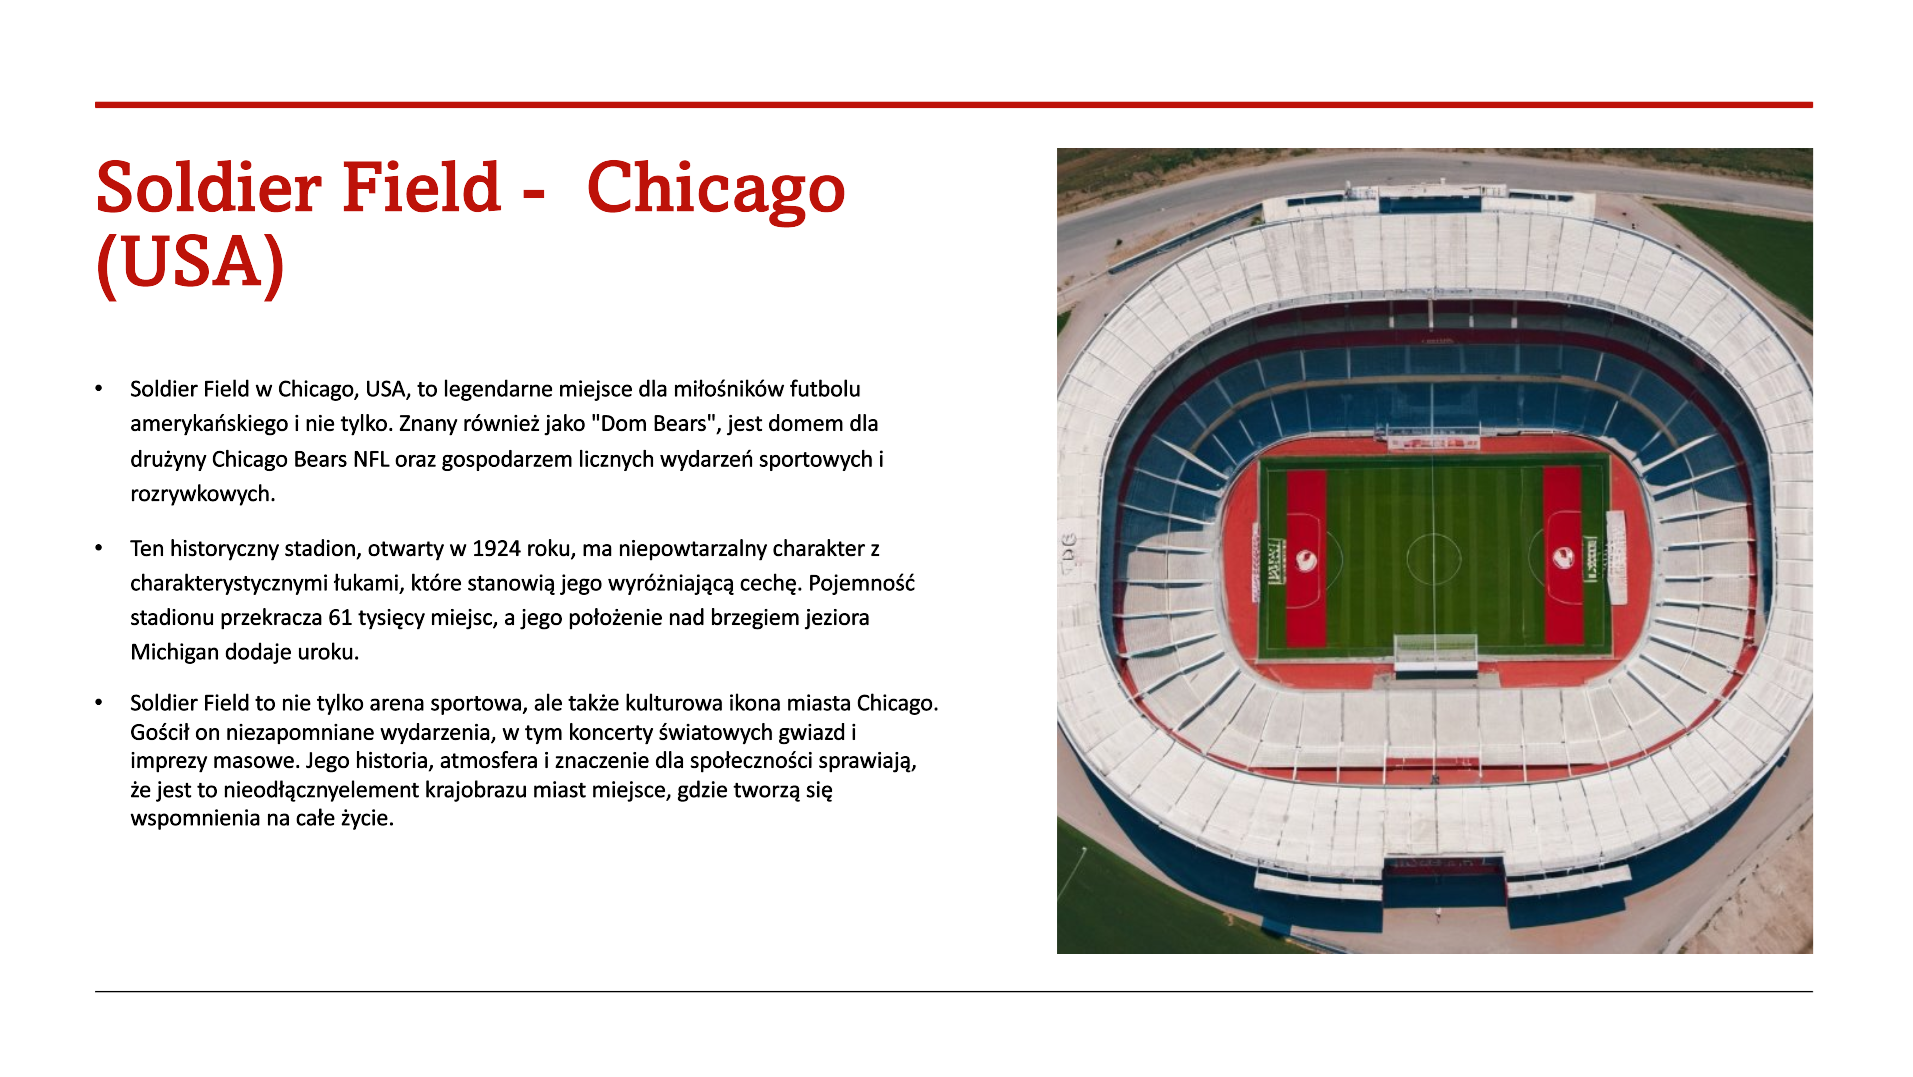 Soldier Field -  Chicago
(USA)
• Soldier Field w Chicago, USA, to legendarne miejsce dla miłośników futbolu
amerykańskiego i nie tylko. Znany również jako "Dom Bears", jest domem dla
drużyny Chicago Bears NFL oraz gospodarzem licznych wydarzeń sportowych i
rozrywkowych.
• Ten historyczny stadion, otwarty w 1924 roku, ma niepowtarzalny charakter z
charakterystycznymi łukami, które stanowią jego wyróżniającą cechę. Pojemność
stadionu przekracza 61 tysięcy miejsc, a jego położenie nad brzegiem jeziora
Michigan dodaje uroku.
• Soldier Field to nie tylko arena sportowa, ale także kulturowa ikona miasta Chicago.
Gościł on niezapomniane wydarzenia, w tym koncerty światowych gwiazd i
imprezy masowe. Jego historia, atmosfera i znaczenie dla społeczności sprawiają,
że jest to nieodłącznyelement krajobrazu miast miejsce, gdzie tworzą się
wspomnienia na całe życie.